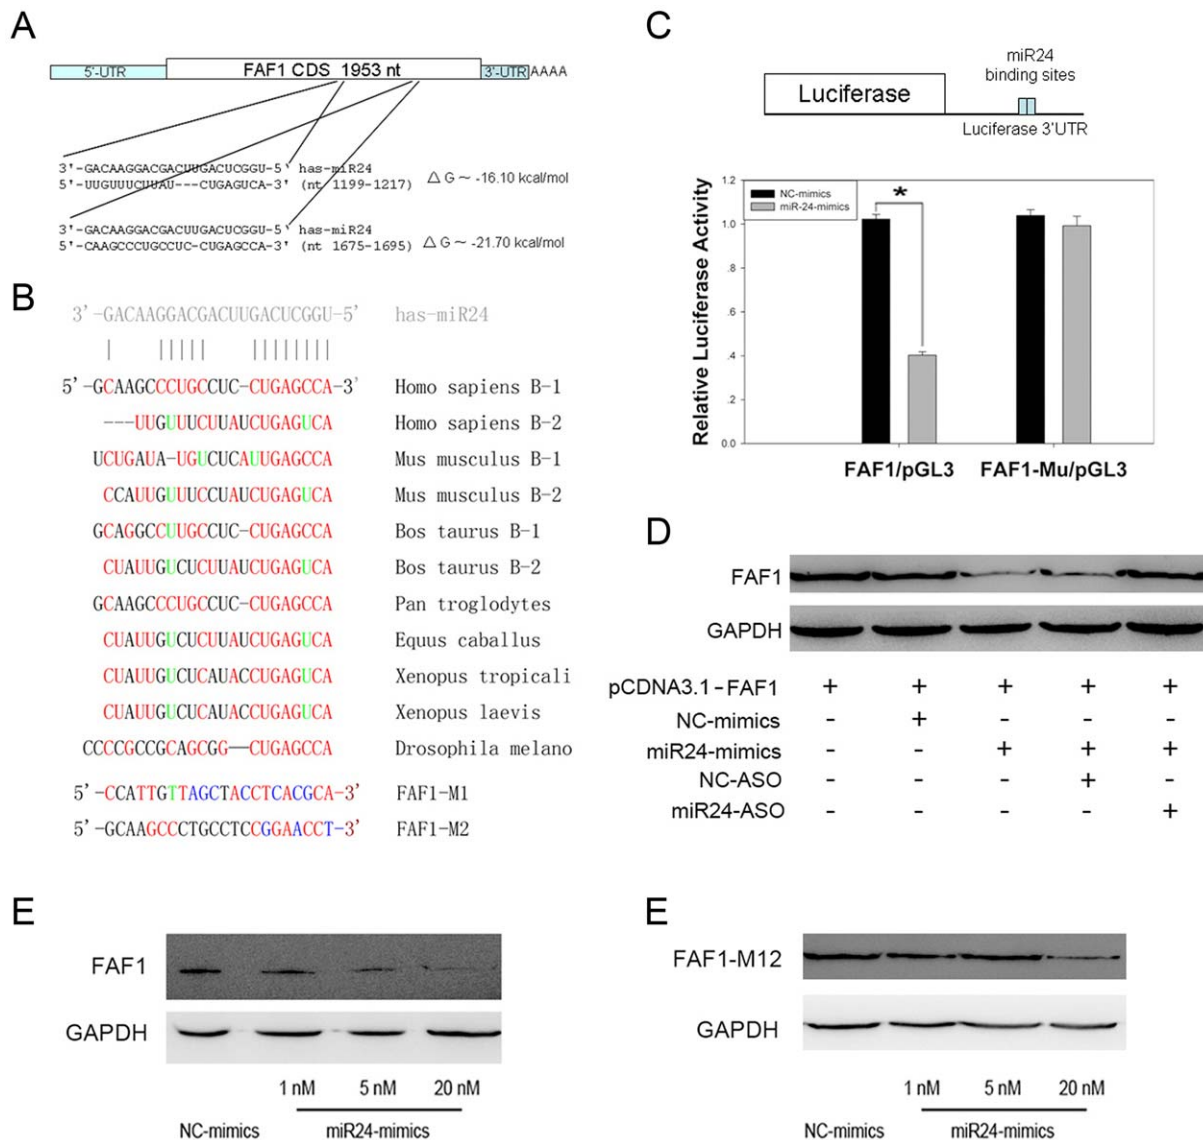 A
5'-UTR FAF1 CDS 1953 nt 3'-UTR AAAA
3'-GACAAGGACGACUUGACUCGGU-5' has-miR24
5'-UUGUUUCUUAU---CUGAGUCA-3' (nt 1199-1217) △ G ~ -16.10 kcal/mol
3'-GACAAGGACGACUUGACUCGGU-5' has-miR24
5'-CAAGCCCUGCCUC-CUGAGCCA-3' (nt 1675-1695) △ G ~ -21.70 kcal/mol
B
3'-GACAAGGACGACUUGACUCGGU-5' has-miR24
5'-GCAAGCCCUGCCUC-CUGAGCCA-3' Homo sapiens B-1
---UUGUUUCUUAUCUGAGUCA Homo sapiens B-2
UCUGAUA-UGUCUCAUUGAGCCA Mus musculus B-1
CCAUUGUUUCCUAUCUGAGUCA Mus musculus B-2
GCAGGCCUUGCCUC-CUGAGCCA Bos taurus B-1
CUAUUGUCUCUUAUCUGAGUCA Bos taurus B-2
GCAAGCCCUGCCUC-CUGAGCCA Pan troglodytes
CUAUUGUCUCUUAUCUGAGUCA Equus caballus
CUAUUGUCUCAUACCUGAGUCA Xenopus tropicali
CUAUUGUCUCAUACCUGAGUCA Xenopus laevis
CCCCGCCGCAGCGG—CUGAGCCA Drosophila melano
5'-CCATTGTTAGCTACCTCACGCA-3' FAF1-M1
5'-GCAAGCCCTGCCTCCGGAACCT-3' FAF1-M2
C
miR24
binding sites
Luciferase
Luciferase 3'UTR
Relative Luciferase Activity
1.2
1.0
.8
.6
.4
.2
0.0
NC-mimics
miR-24-mimics
*
FAF1/pGL3 FAF1-Mu/pGL3
D
FAF1
GAPDH
pCDNA3.1-FAF1 + + + + +
NC-mimics - + - - -
miR24-mimics - - + + +
NC-ASO - - - + -
miR24-ASO - - - - +
E
FAF1
GAPDH
1 nM 5 nM 20 nM
NC-mimics miR24-mimics
E
FAF1-M12
GAPDH
1 nM 5 nM 20 nM
NC-mimics miR24-mimics